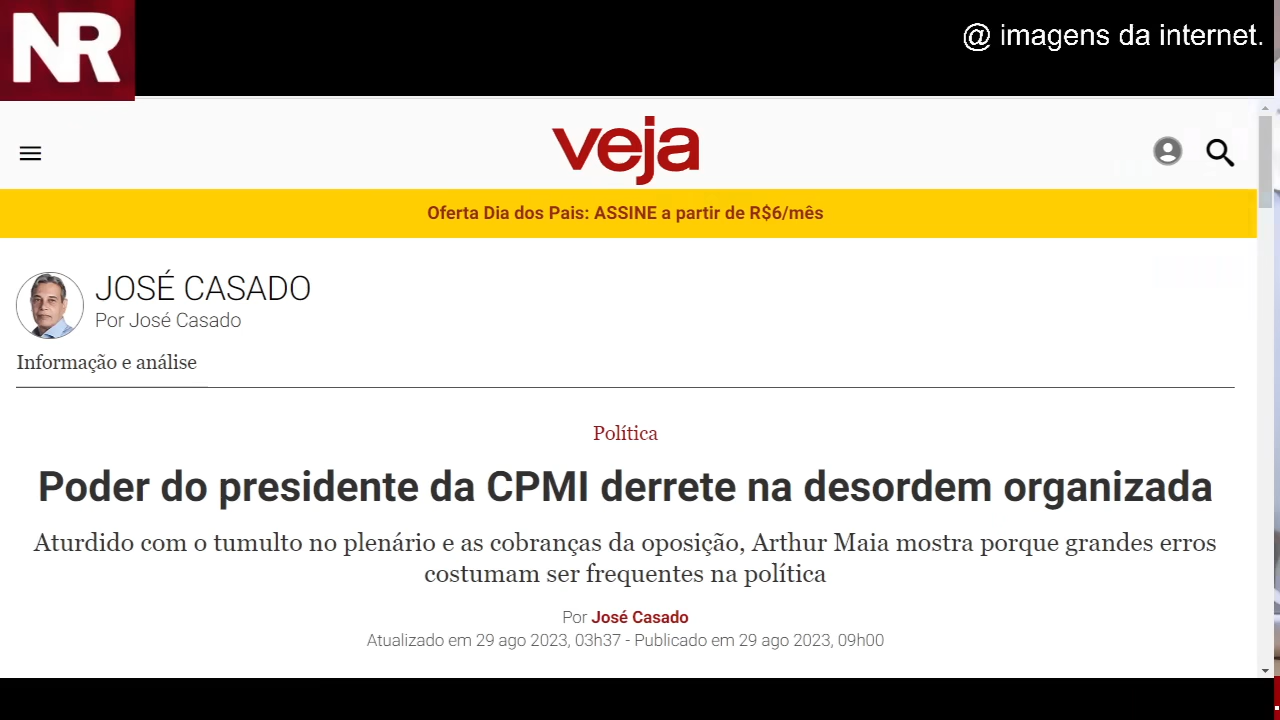 NR
@ imagens da internet.
veja
Oferta Dia dos Pais: ASSINE a partir de R$6/mês
JOSÉ CASADO
Por José Casado
Informação e análise
Política
Poder do presidente da CPMI derrete na desordem organizada
Aturdido com o tumulto no plenário e as cobranças da oposição, Arthur Maia mostra porque grandes erros
costumam ser frequentes na política
Por José Casado
Atualizado em 29 ago 2023, 03h37 - Publicado em 29 ago 2023, 09h00